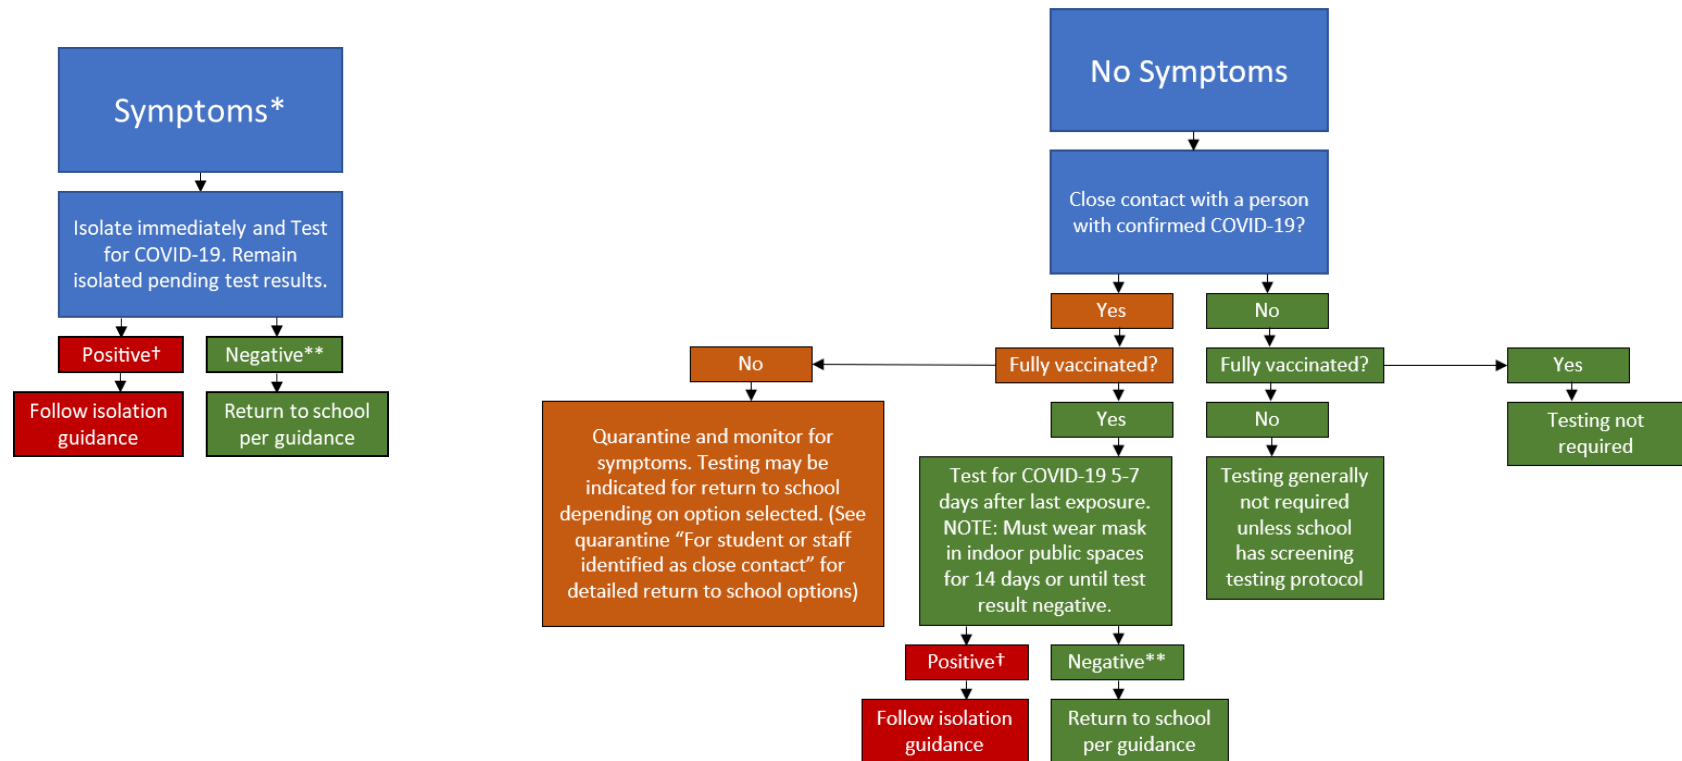 Symptoms*
Isolate immediately and Test
for COVID-19. Remain
isolated pending test results.
Positive†
Negative**
Follow isolation
guidance
Return to school
per guidance
No Symptoms
Close contact with a person
with confirmed COVID-19?
Yes
No
No
Fully vaccinated?
Fully vaccinated?
Yes
Quarantine and monitor for
symptoms. Testing may be
indicated for return to school
depending on option selected. (See
quarantine “For student or staff
identified as close contact” for
detailed return to school options)
Yes
No
Testing not
required
Test for COVID-19 5-7
days after last exposure.
NOTE: Must wear mask
in indoor public spaces
for 14 days or until test
result negative.
Testing generally
not required
unless school
has screening
testing protocol
Positive†
Negative**
Follow isolation
guidance
Return to school
per guidance